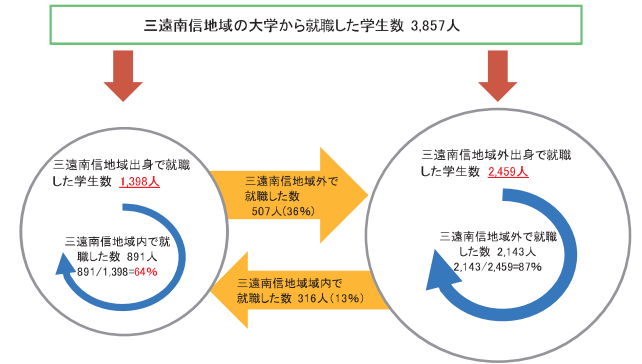 三遠南信地域の大学から就職した学生数 3,857人
三遠南信地域出身で就職
した学生数 1,398人
三遠南信地域内で就
職した数 891人
891/1,398=64%
三遠南信地域外で
就職した数
507人(36%)
三遠南信地域域内で
就職した数 316人(13%)
三遠南信地域外出身で就職
した学生数 2,459人
三遠南信地域外で就職
した数 2,143人
2,143/2,459=87%